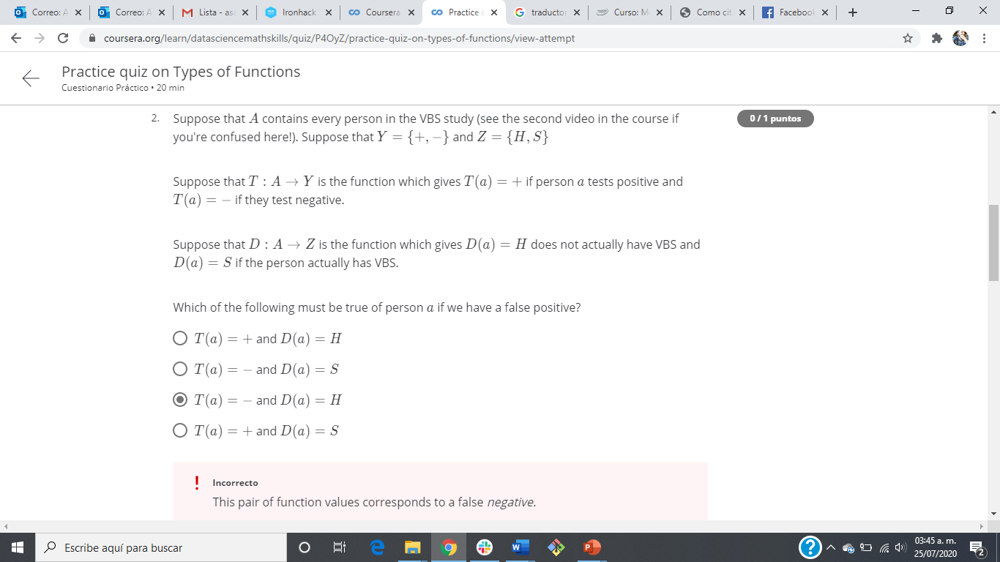 Correo: A
Correo: A
Lista - asa
Ironhack
Coursera
Practice c
traductor
Curso: M
Como cit
Facebook
coursera.org/learn/datasciencemathskills/quiz/P4OyZ/practice-quiz-on-types-of-functions/view-attempt
Practice quiz on Types of Functions
Cuestionario Práctico • 20 min
2. Suppose that A contains every person in the VBS study (see the second video in the course if
0 / 1 puntos
you're confused here!). Suppose that Y = {+, −} and Z = {H, S}
Suppose that T : A → Y is the function which gives T(a) = + if person a tests positive and
T(a) = − if they test negative.
Suppose that D : A → Z is the function which gives D(a) = H does not actually have VBS and
D(a) = S if the person actually has VBS.
Which of the following must be true of person a if we have a false positive?
T(a) = + and D(a) = H
T(a) = − and D(a) = S
T(a) = − and D(a) = H
T(a) = + and D(a) = S
! Incorrecto
This pair of function values corresponds to a false negative.
Escribe aquí para buscar
03:45 a. m.
25/07/2020
2